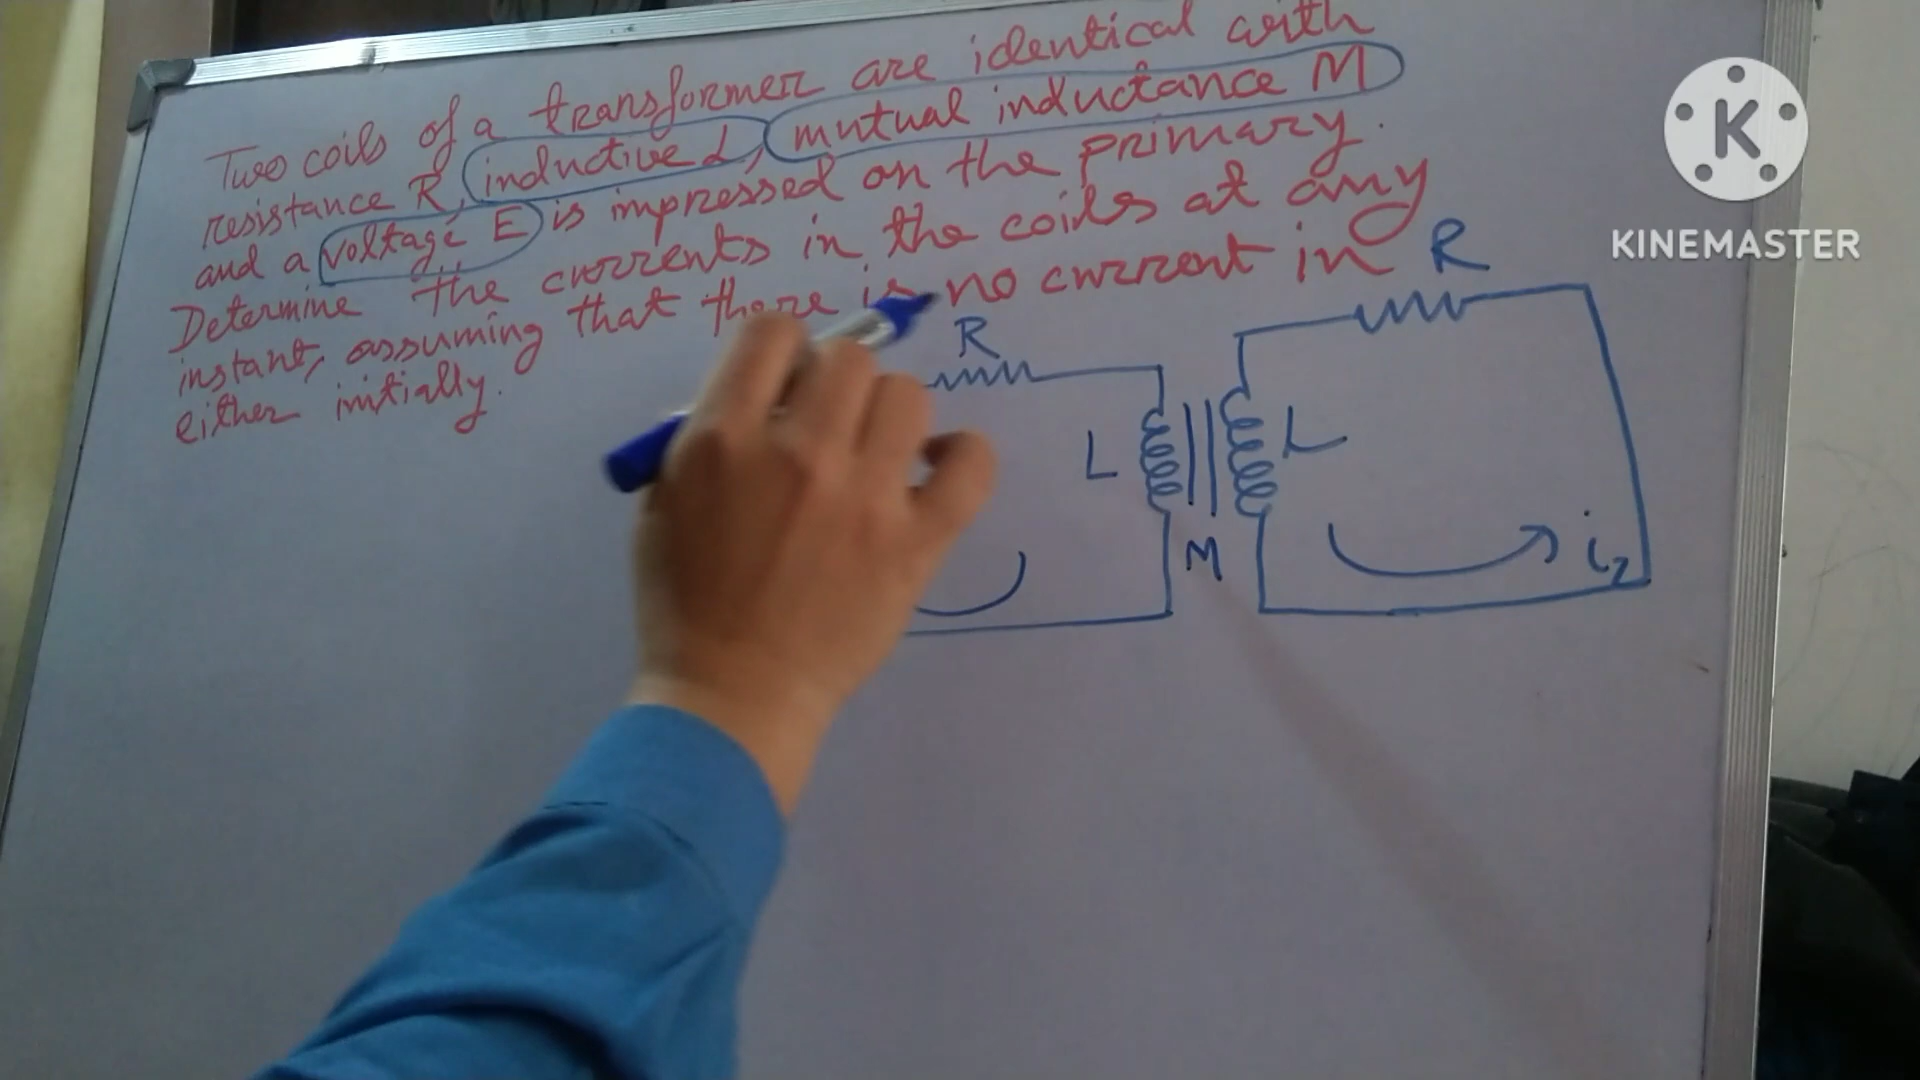 Two coils of a transformer are identical with
resistance R, inductive L, mutual inductance M
and a voltage E is impressed on the primary.
Determine the currents in the coils at any
instant, assuming that there is no current in
either initially.
R
R
L
L
M
i2
K
KINEMASTER